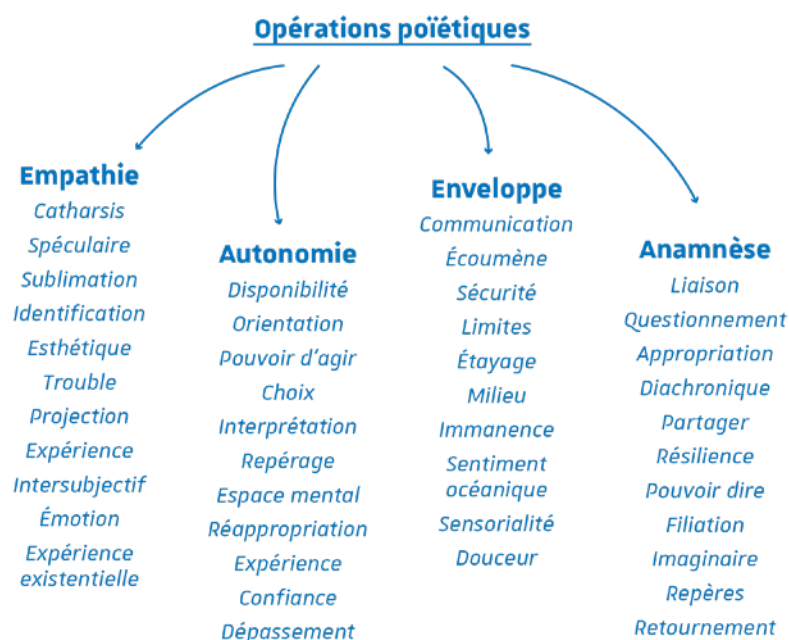 Opérations poïétiques
Empathie
Catharsis
Spéculaire
Sublimation
Identification
Esthétique
Trouble
Projection
Expérience
Intersubjectif
Émotion
Expérience
existentielle
Autonomie
Disponibilité
Orientation
Pouvoir d'agir
Choix
Interprétation
Repérage
Espace mental
Réappropriation
Expérience
Confiance
Dépassement
Enveloppe
Communication
Écoumène
Sécurité
Limites
Étayage
Milieu
Immanence
Sentiment
océanique
Sensorialité
Douceur
Anamnèse
Liaison
Questionnement
Appropriation
Diachronique
Partager
Résilience
Pouvoir dire
Filiation
Imaginaire
Repères
Retournement